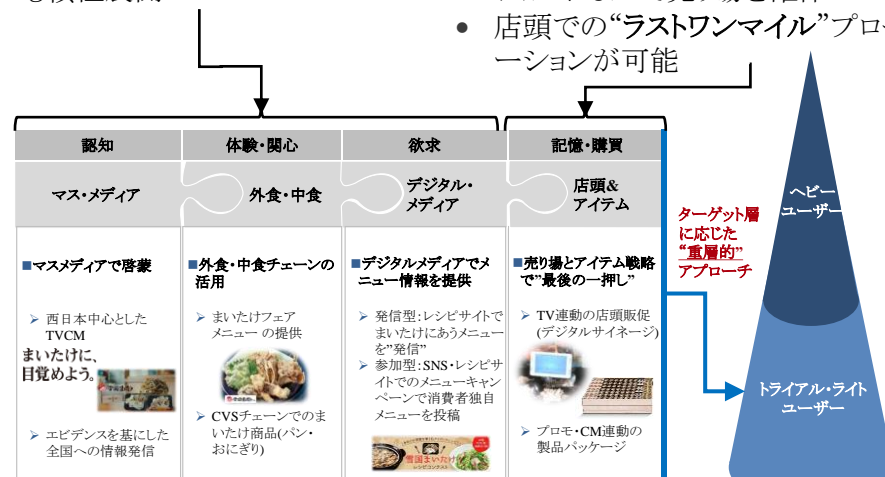 店頭での“ラストワンマイル”プロ
ーションが可能
認知
体験・関心
欲求
記憶・購買
マス・メディア
外食・中食
デジタル・
メディア
店頭&
アイテム
■マスメディアで啓蒙
➢ 西日本中心とした
TVCM
まいたけに、
目覚めよう。
➢ エビデンスを基にした
全国への情報発信
■外食・中食チェーンの
活用
➢ まいたけフェア
メニュー の提供
➢ CVSチェーンでのま
いたけ商品(パン・
おにぎり)
■デジタルメディアでメ
ニュー情報を提供
➢ 発信型:レシピサイトで
まいたけにあうメニュー
を”発信”
➢ 参加型:SNS・レシピサ
イトでのメニューキャン
ペーンで消費者独自
メニューを投稿
雪国まいたけ
レシピコンテスト
■売り場とアイテム戦略
で”最後の一押し”
➢ TV連動の店頭販促
(デジタルサイネージ)
➢ プロモ・CM連動の
製品パッケージ
ターゲット層
に応じた
“重層的”
アプローチ
ヘビー
ユーザー
トライアル・ライト
ユーザー